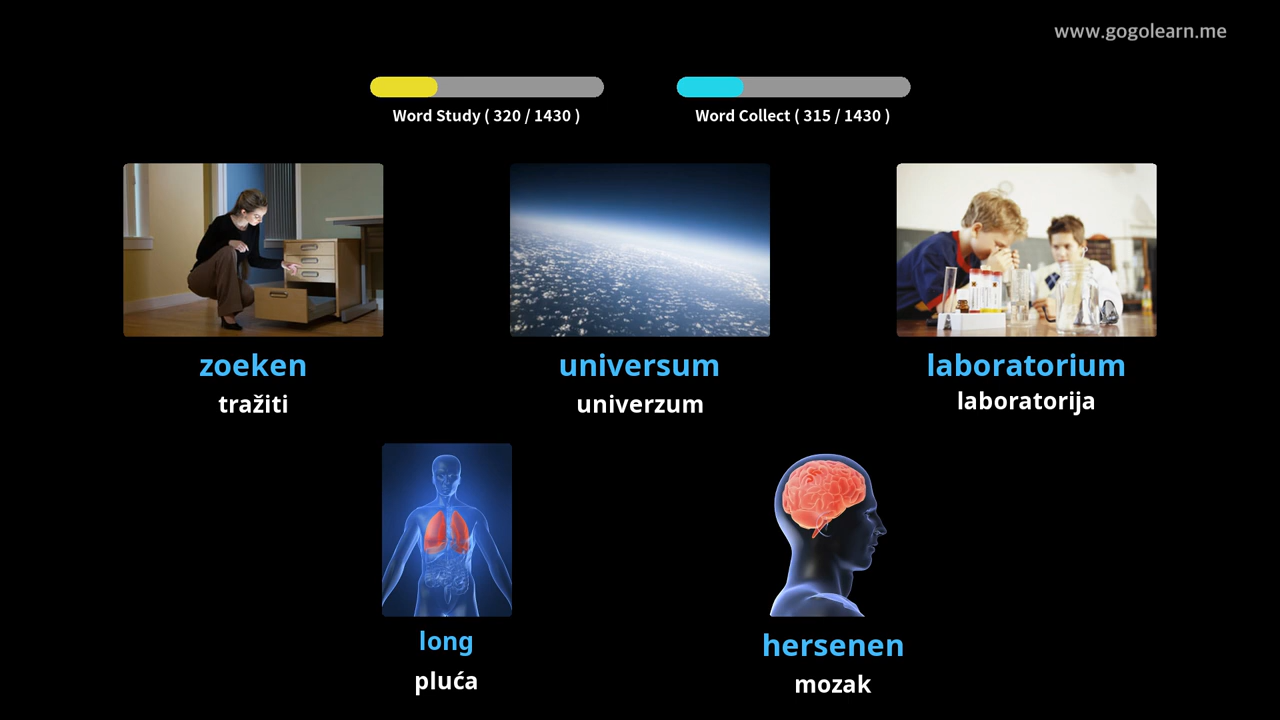 www.gogolearn.me
Word Study ( 320 / 1430 )
Word Collect ( 315 / 1430 )
zoeken
tražiti
universum
univerzum
laboratorium
laboratorija
long
pluća
hersenen
mozak